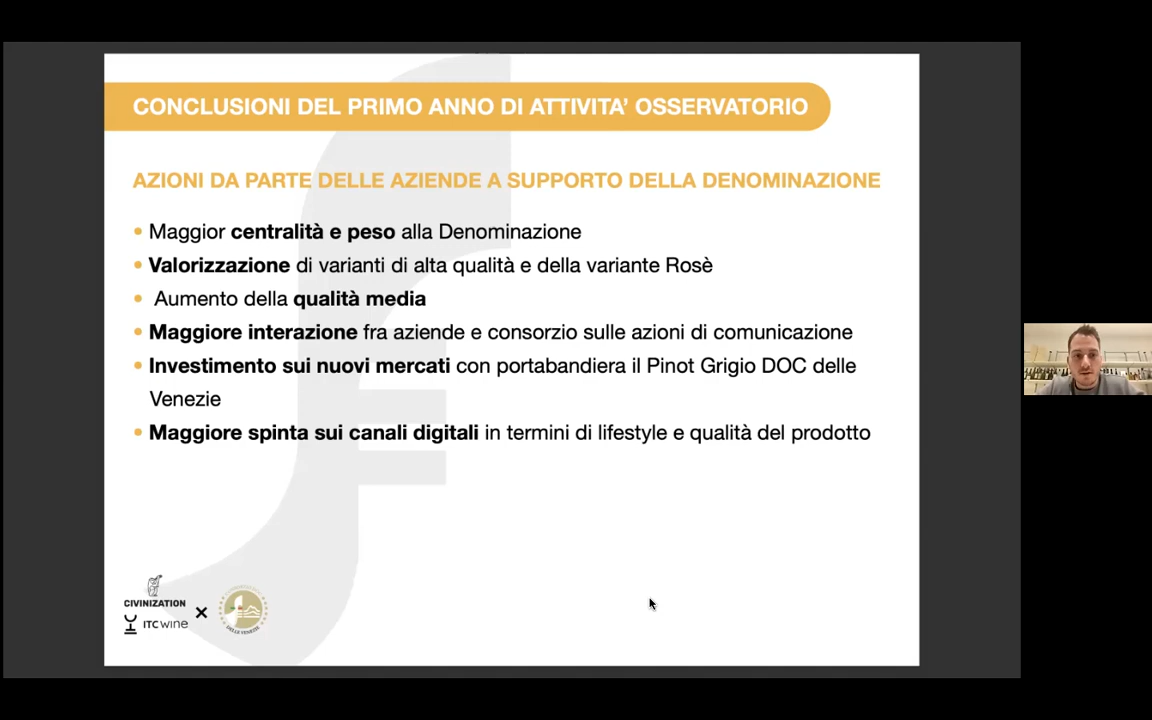 CONCLUSIONI DEL PRIMO ANNO DI ATTIVITA' OSSERVATORIO
AZIONI DA PARTE DELLE AZIENDE A SUPPORTO DELLA DENOMINAZIONE
• Maggior centralità e peso alla Denominazione
• Valorizzazione di varianti di alta qualità e della variante Rosè
• Aumento della qualità media
• Maggiore interazione fra aziende e consorzio sulle azioni di comunicazione
• Investimento sui nuovi mercati con portabandiera il Pinot Grigio DOC delle
Venezie
• Maggiore spinta sui canali digitali in termini di lifestyle e qualità del prodotto
CIVINIZATION
ITC wine
×
DELLE VENEZIE